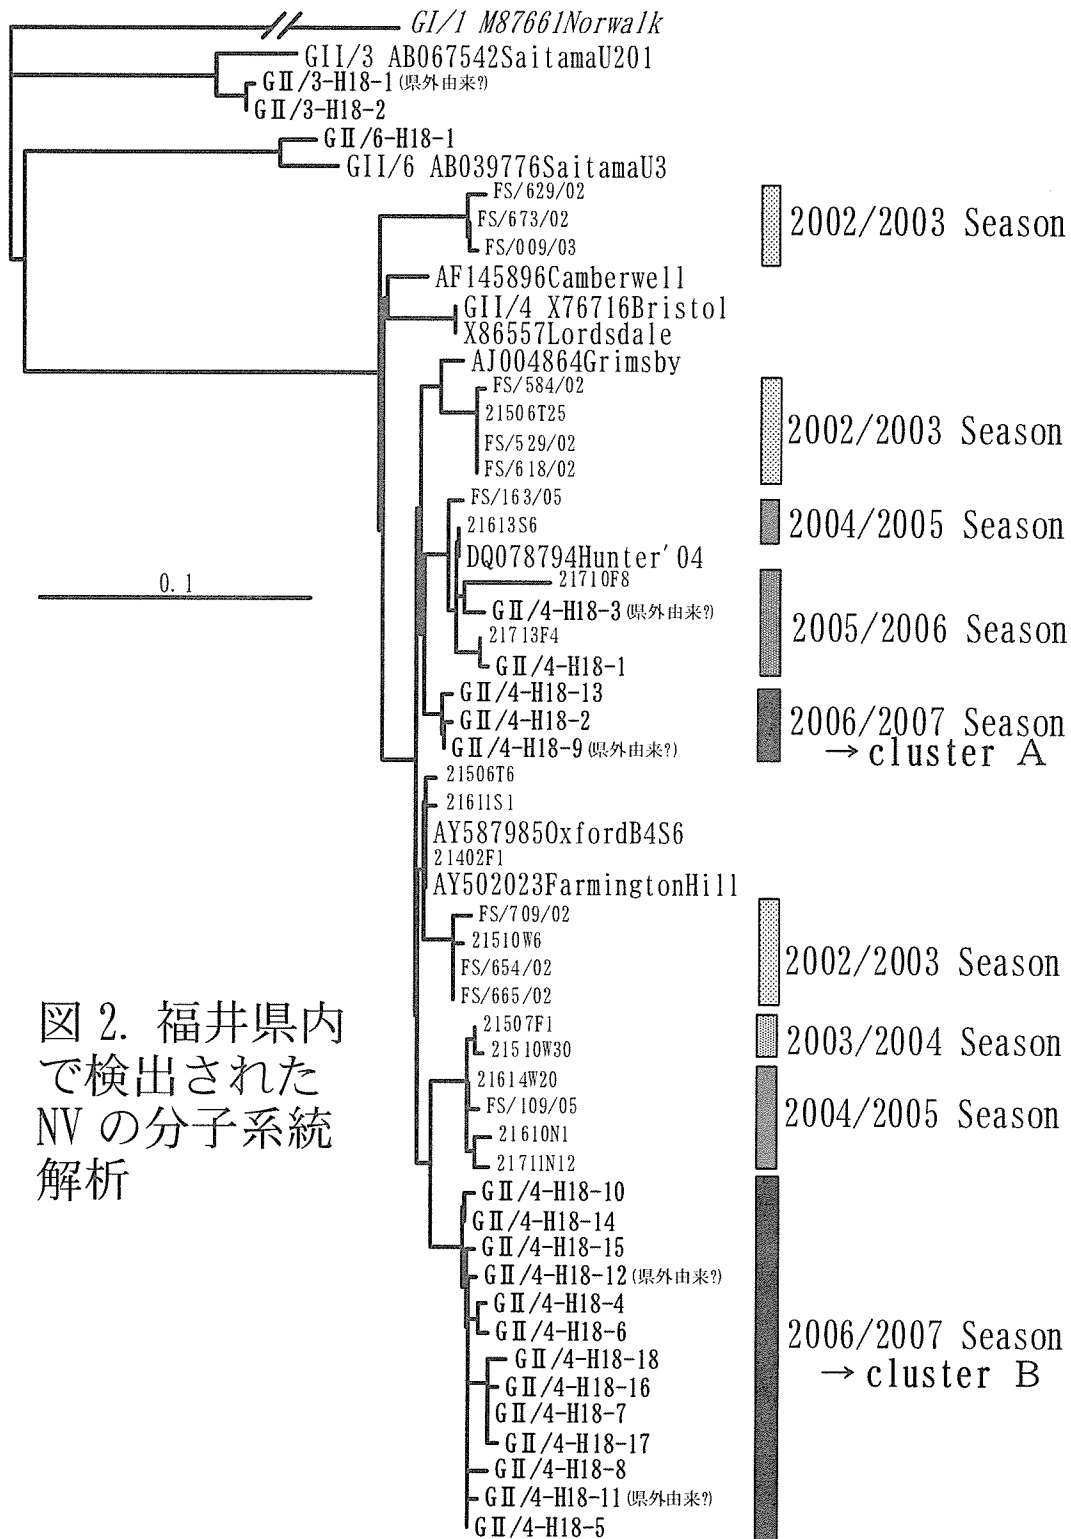 GI/1 M87661Norwalk
GII/3 AB067542SaitamaU201
GⅡ/3-H18-1 (県外由来?)
GⅡ/3-H18-2
GⅡ/6-H18-1
GII/6 AB039776SaitamaU3
FS/629/02
FS/673/02
FS/009/03
2002/2003 Season
AF145896Camberwell
GII/4 X76716Bristol
X86557Lordsdale
AJ004864Grimsby
FS/584/02
21506T25
FS/529/02
FS/618/02
2002/2003 Season
FS/163/05
2004/2005 Season
21613S6
DQ078794Hunter'04
0.1
21710F8
GⅡ/4-H18-3 (県外由来?)
21713F4
GⅡ/4-H18-1
2005/2006 Season
GⅡ/4-H18-13
GⅡ/4-H18-2
GⅡ/4-H18-9 (県外由来?)
2006/2007 Season
→ cluster A
21506T6
21611S1
AY587985OxfordB4S6
21402F1
AY502023FarmingtonHill
FS/709/02
21510W6
FS/654/02
FS/665/02
2002/2003 Season
図 2. 福井県内
で検出された
NV の分子系統
解析
21507F1
21510W30
2003/2004 Season
21614W20
FS/109/05
21610N1
21711N12
2004/2005 Season
GⅡ/4-H18-10
GⅡ/4-H18-14
GⅡ/4-H18-15
GⅡ/4-H18-12 (県外由来?)
GⅡ/4-H18-4
GⅡ/4-H18-6
GⅡ/4-H18-18
GⅡ/4-H18-16
GⅡ/4-H18-7
GⅡ/4-H18-17
GⅡ/4-H18-8
GⅡ/4-H18-11 (県外由来?)
GⅡ/4-H18-5
2006/2007 Season
→ cluster B